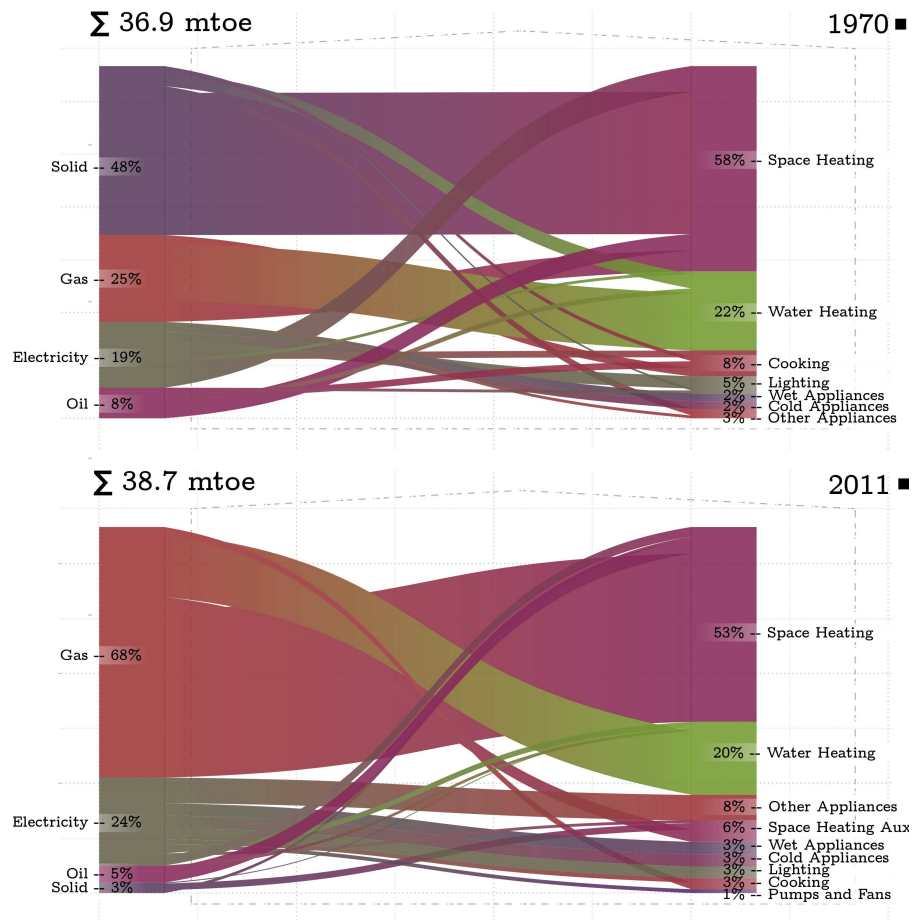 ∑ 36.9 mtoe
1970
Solid 48%
Gas 25%
Electricity 19%
Oil 8%
58% Space Heating
22% Water Heating
8% Cooking
5% Lighting
2% Wet Appliances
2% Cold Appliances
3% Other Appliances
∑ 38.7 mtoe
2011
Gas 68%
Electricity 24%
Oil 5%
Solid 3%
53% Space Heating
20% Water Heating
8% Other Appliances
6% Space Heating Aux
3% Wet Appliances
3% Cold Appliances
3% Lighting
3% Cooking
1% Pumps and Fans